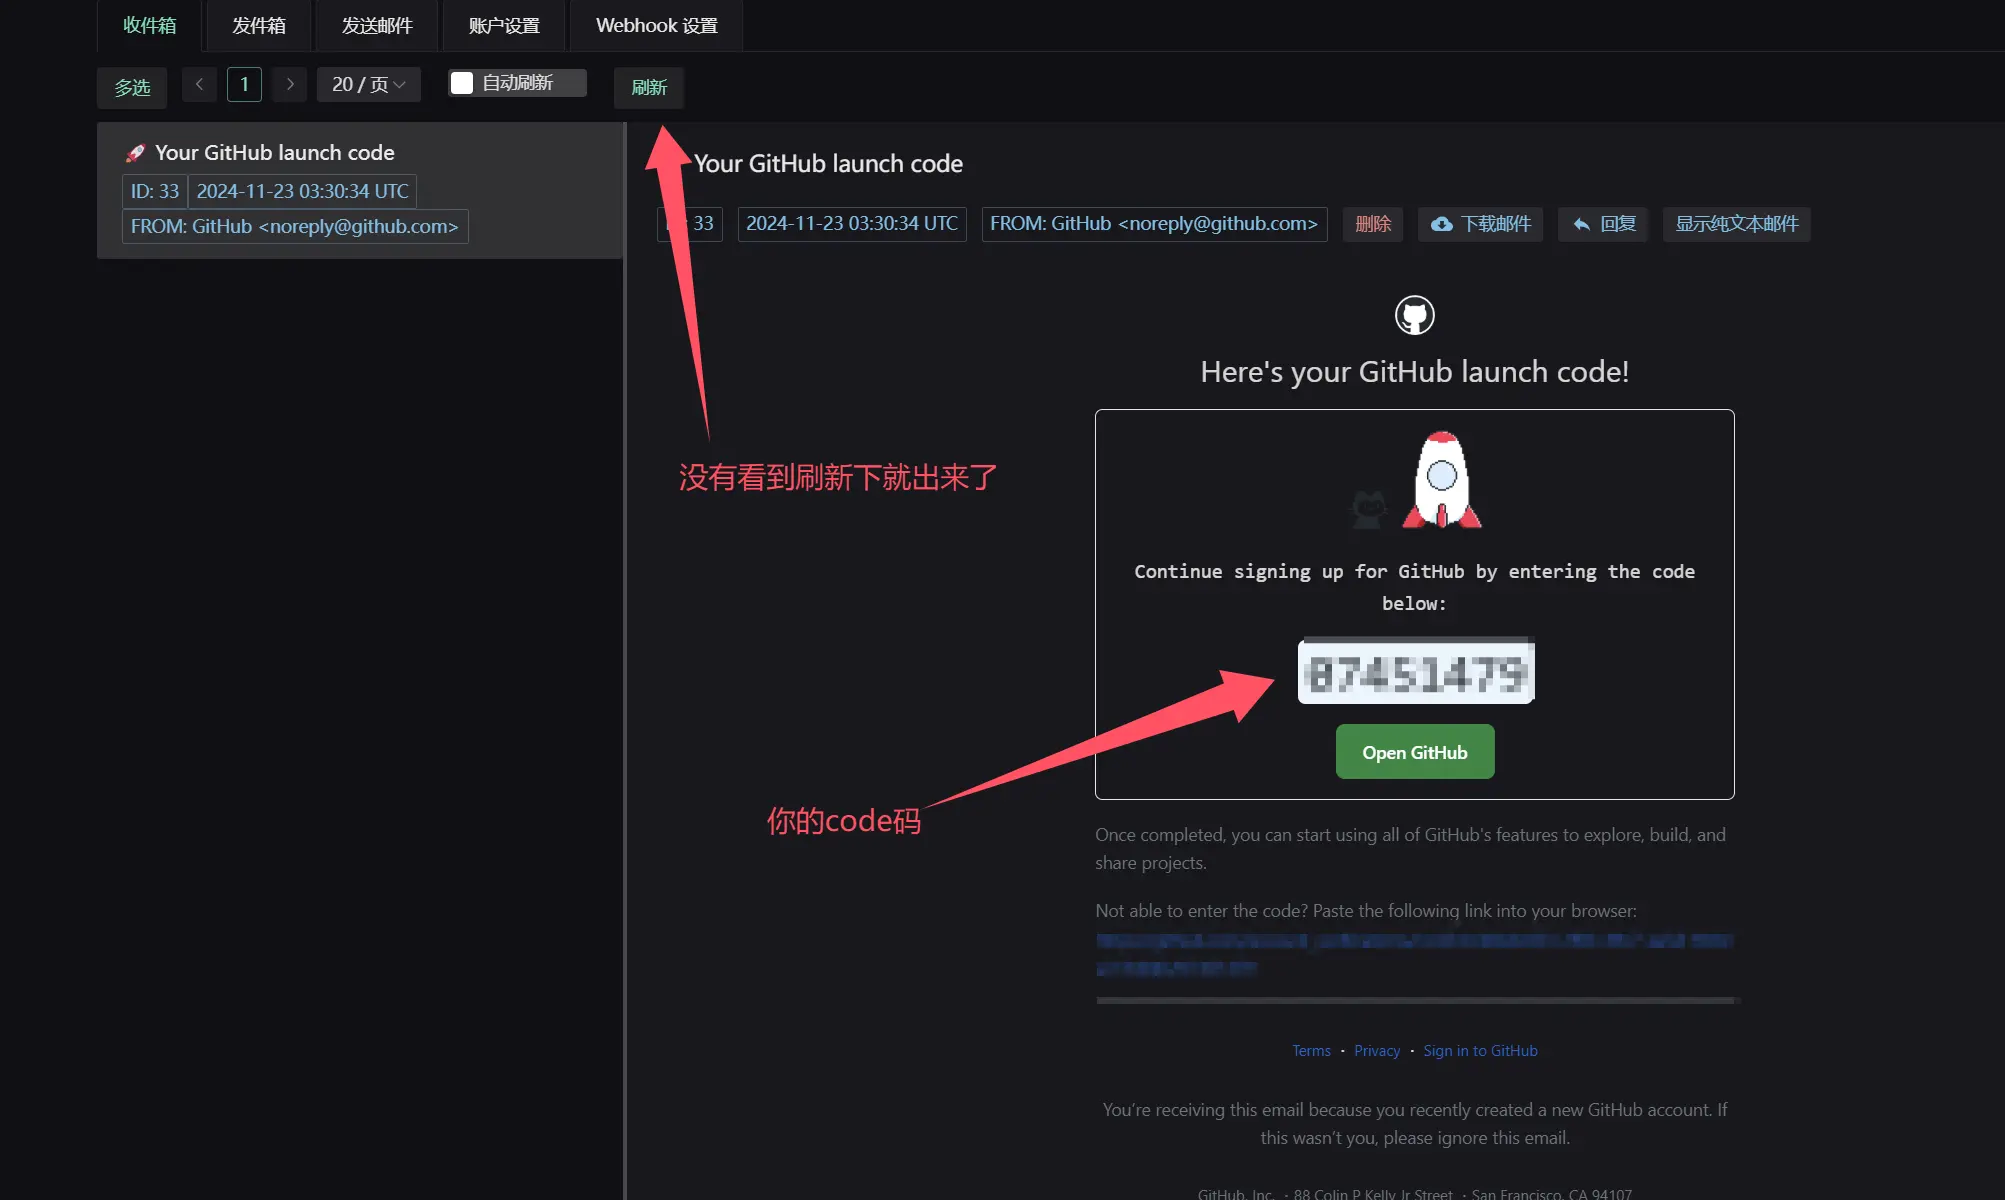 收件箱 发件箱 发送邮件 账户设置 Webhook 设置
多选 1 20 / 页 自动刷新 刷新
🚀 Your GitHub launch code
ID: 33 2024-11-23 03:30:34 UTC
FROM: GitHub <noreply@github.com>
Your GitHub launch code
33 2024-11-23 03:30:34 UTC FROM: GitHub <noreply@github.com> 删除 下载邮件 回复 显示纯文本邮件
Here's your GitHub launch code!
没有看到刷新下就出来了
Continue signing up for GitHub by entering the code
below:
Open GitHub
你的code码
Once completed, you can start using all of GitHub's features to explore, build, and
share projects.
Not able to enter the code? Paste the following link into your browser:
Terms · Privacy · Sign in to GitHub
You're receiving this email because you recently created a new GitHub account. If
this wasn't you, please ignore this email.
GitHub, Inc. · 88 Colin P Kelly Jr Street · San Francisco, CA 94107